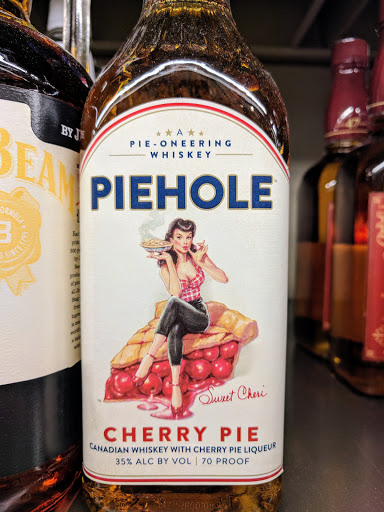 ★ ★ A ★ ★
PIE-ONEERING
WHISKEY
PIEHOLE
Sweet Cheri
CHERRY PIE
CANADIAN WHISKEY WITH CHERRY PIE LIQUEUR
35% ALC BY VOL | 70 PROOF
BY J
BEAM